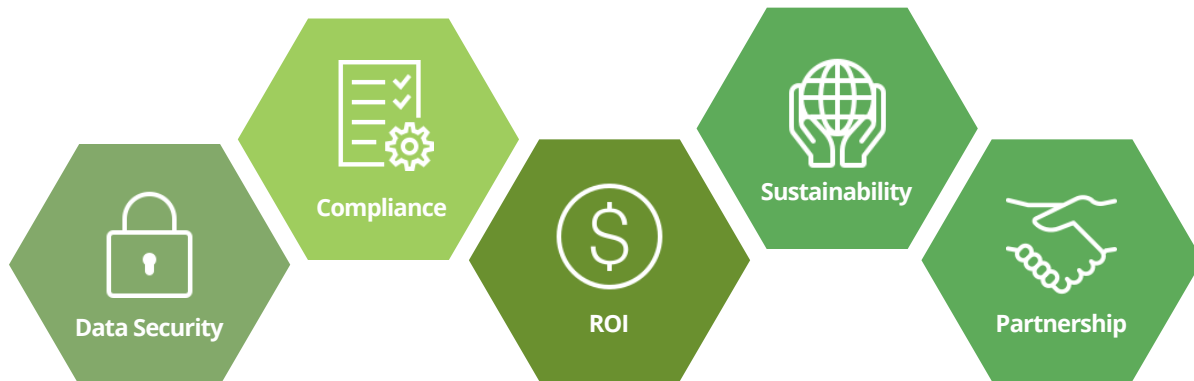 Data Security
Compliance
ROI
Sustainability
Partnership